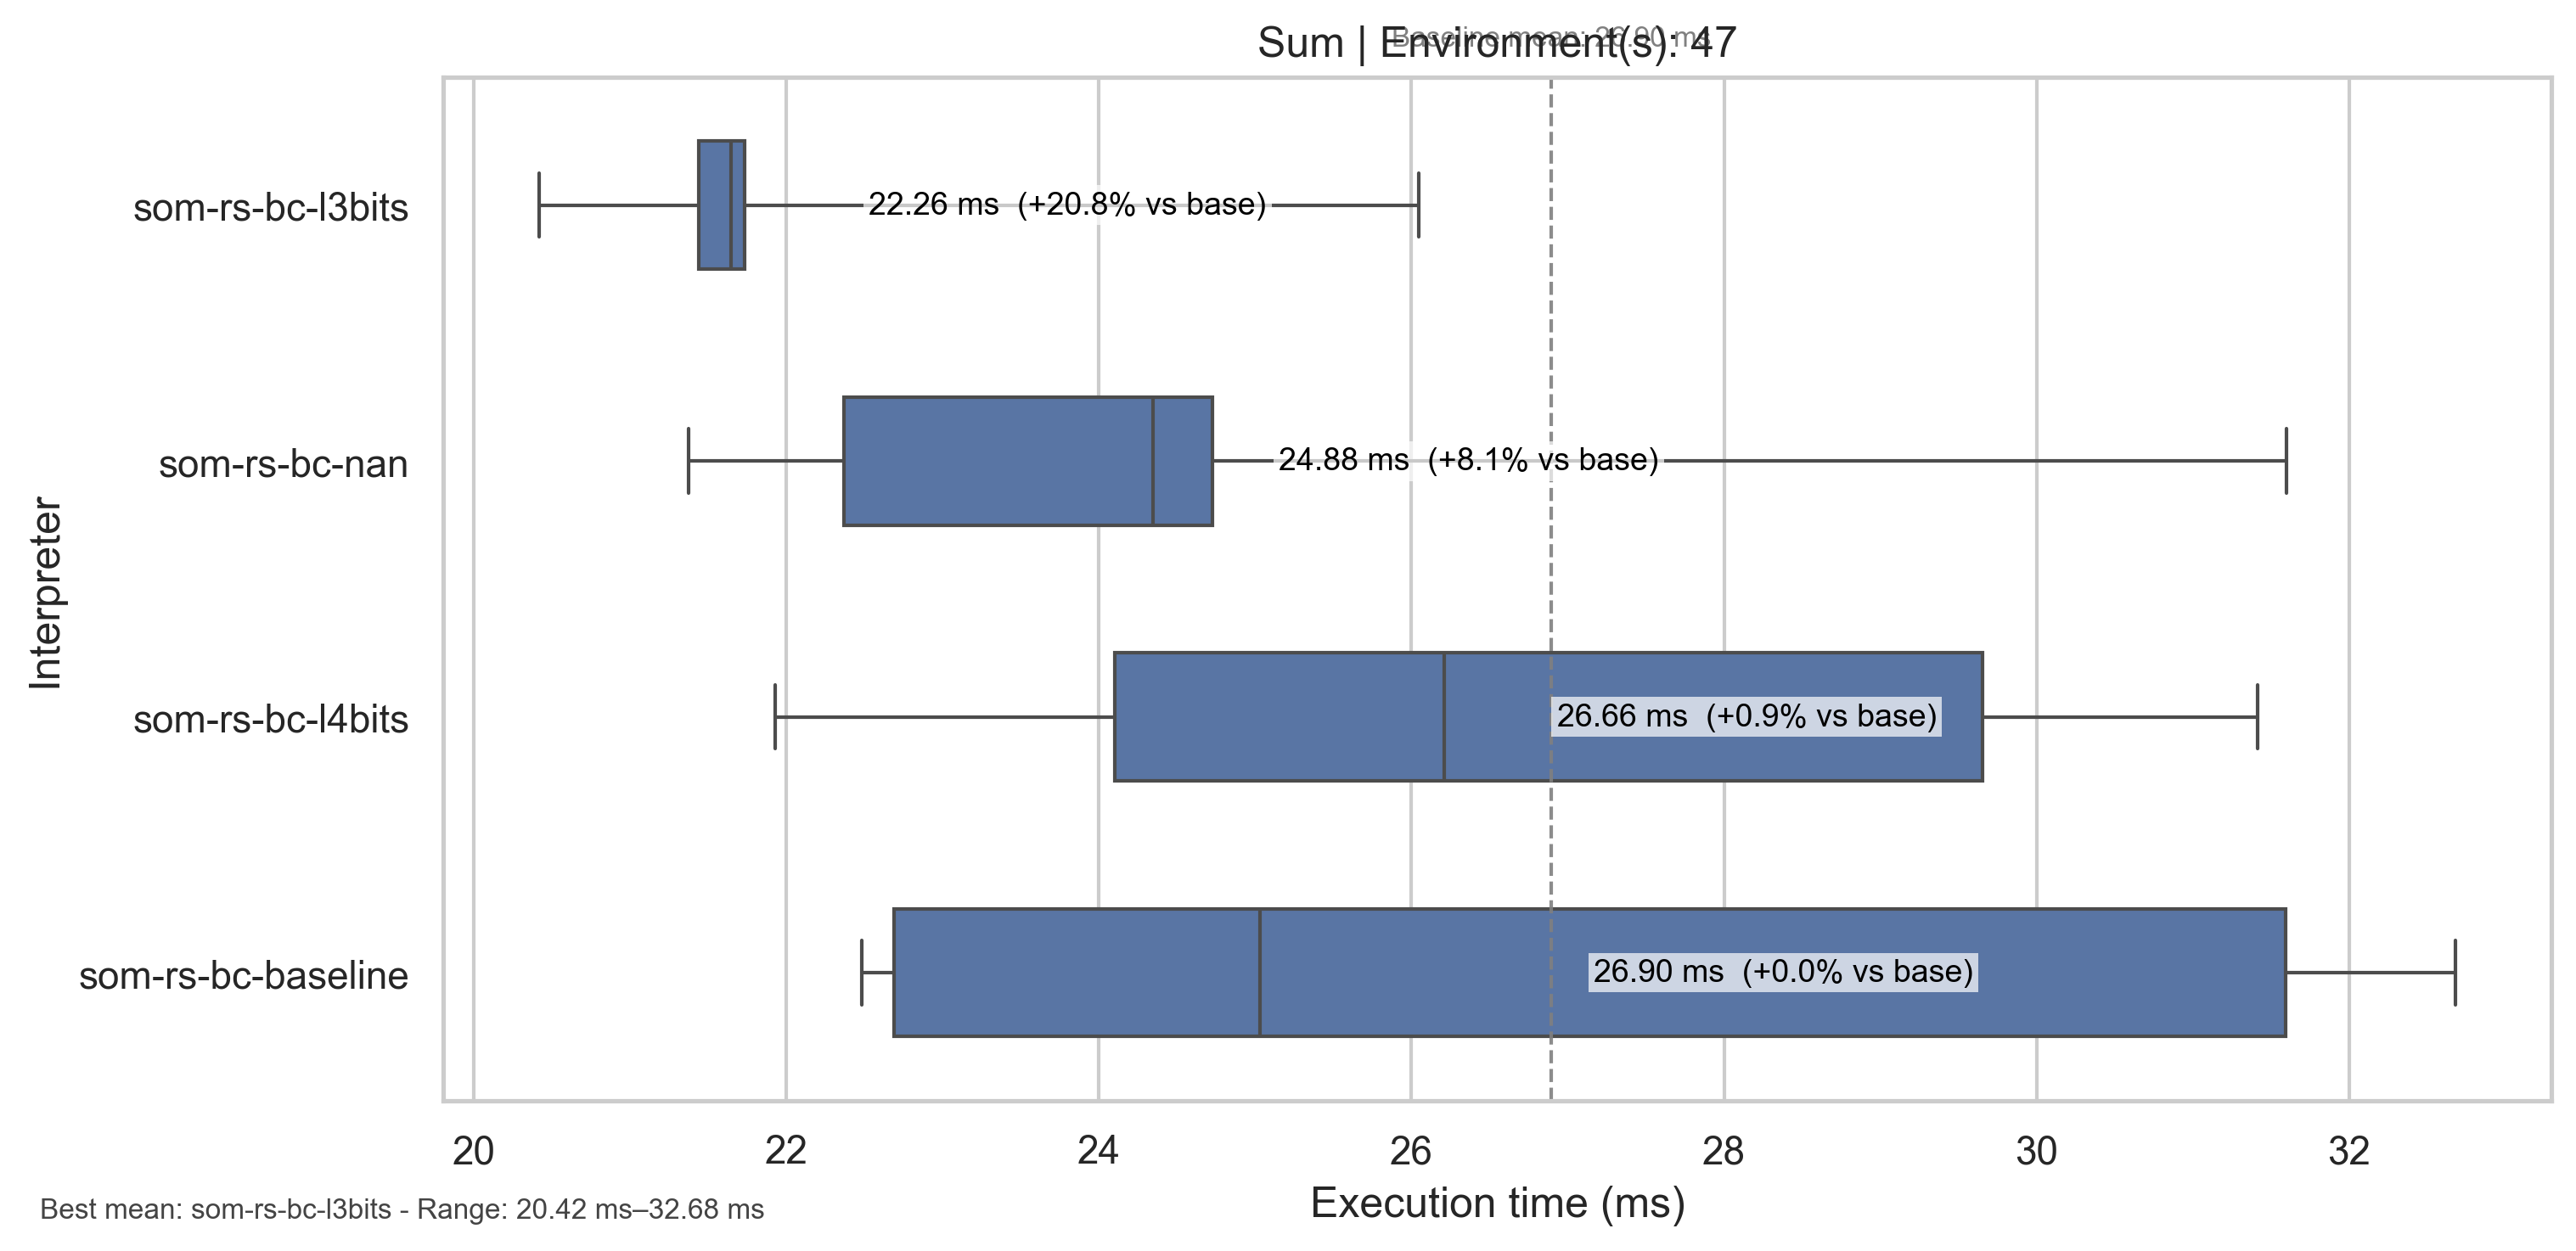 Baseline mean: 26.90 ms
Sum | Environment(s): 47
som-rs-bc-l3bits
22.26 ms (+20.8% vs base)
som-rs-bc-nan
24.88 ms (+8.1% vs base)
Interpreter
som-rs-bc-l4bits
26.66 ms (+0.9% vs base)
som-rs-bc-baseline
26.90 ms (+0.0% vs base)
20 22 24 26 28 30 32
Execution time (ms)
Best mean: som-rs-bc-l3bits - Range: 20.42 ms–32.68 ms